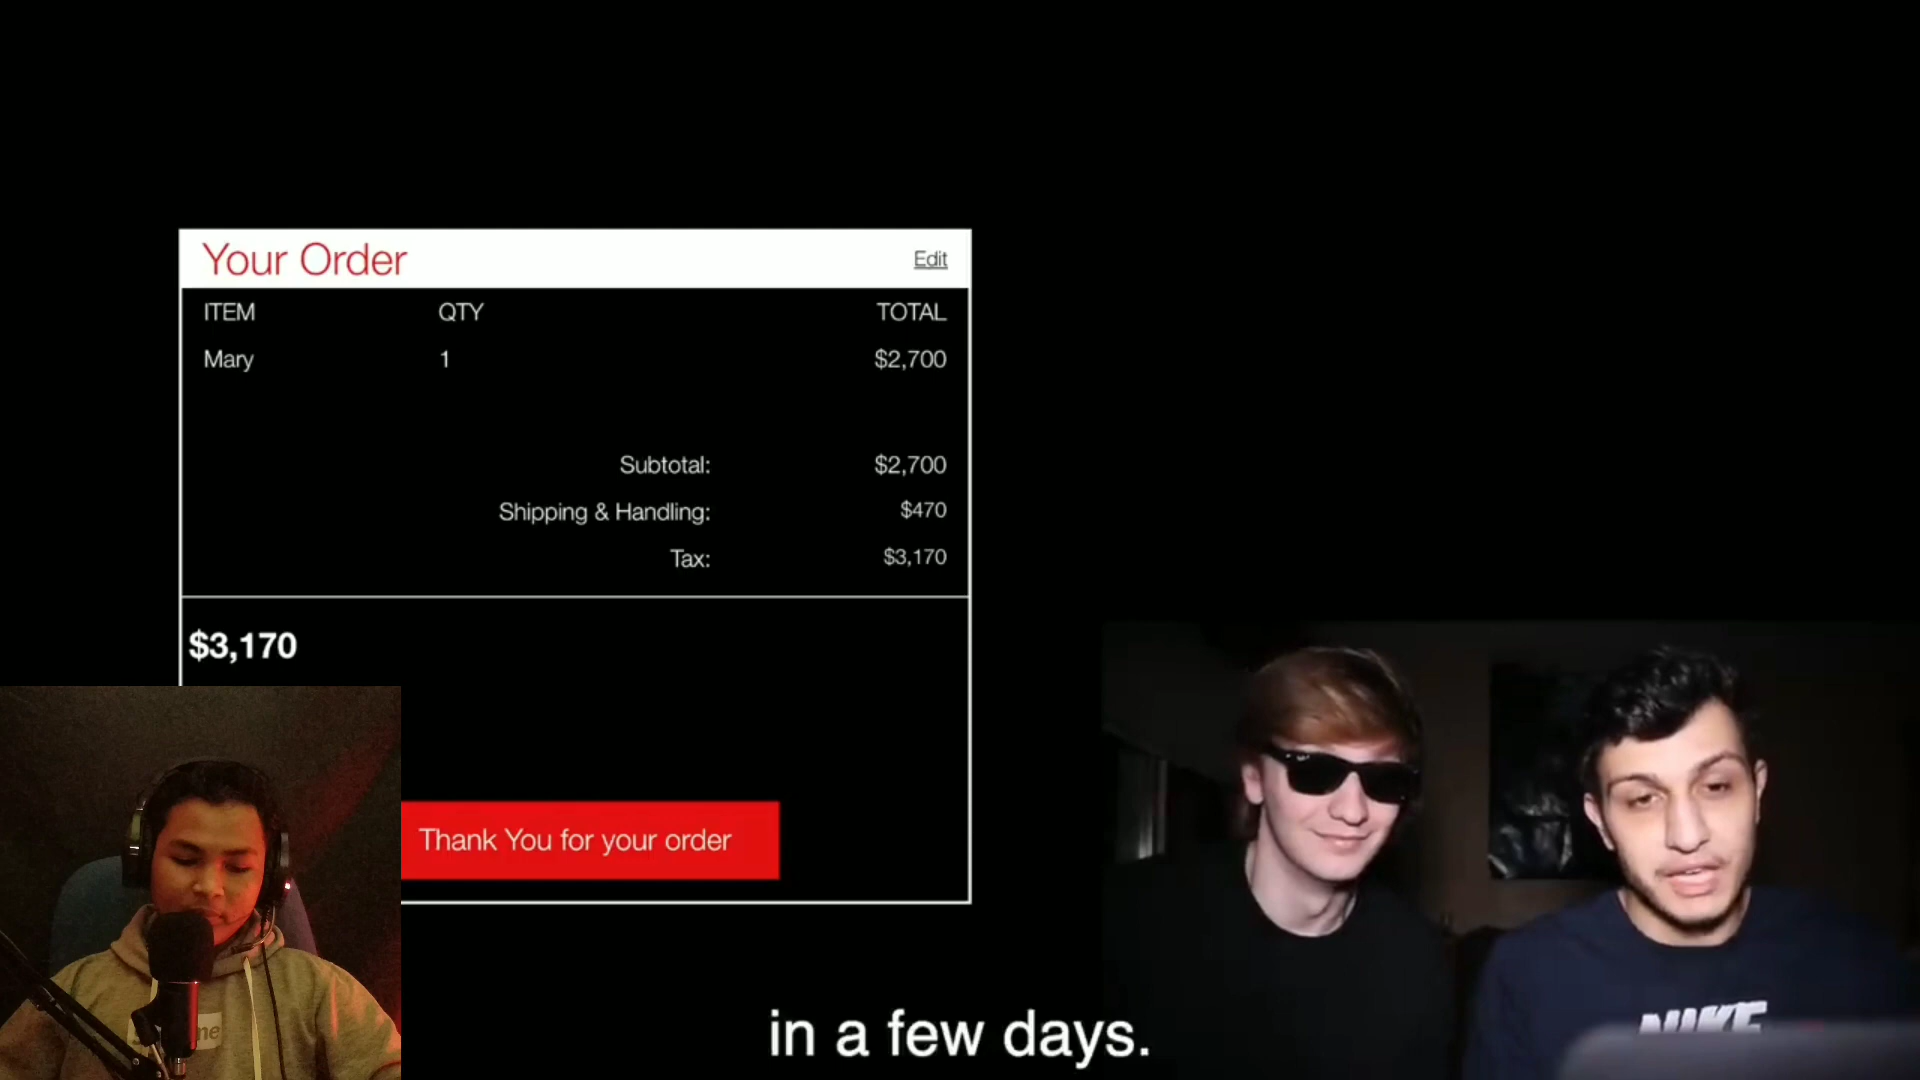 Your Order Edit
ITEM QTY TOTAL
Mary 1 $2,700
Subtotal: $2,700
Shipping & Handling: $470
Tax: $3,170
$3,170
Thank You for your order
NIKE
in a few days.